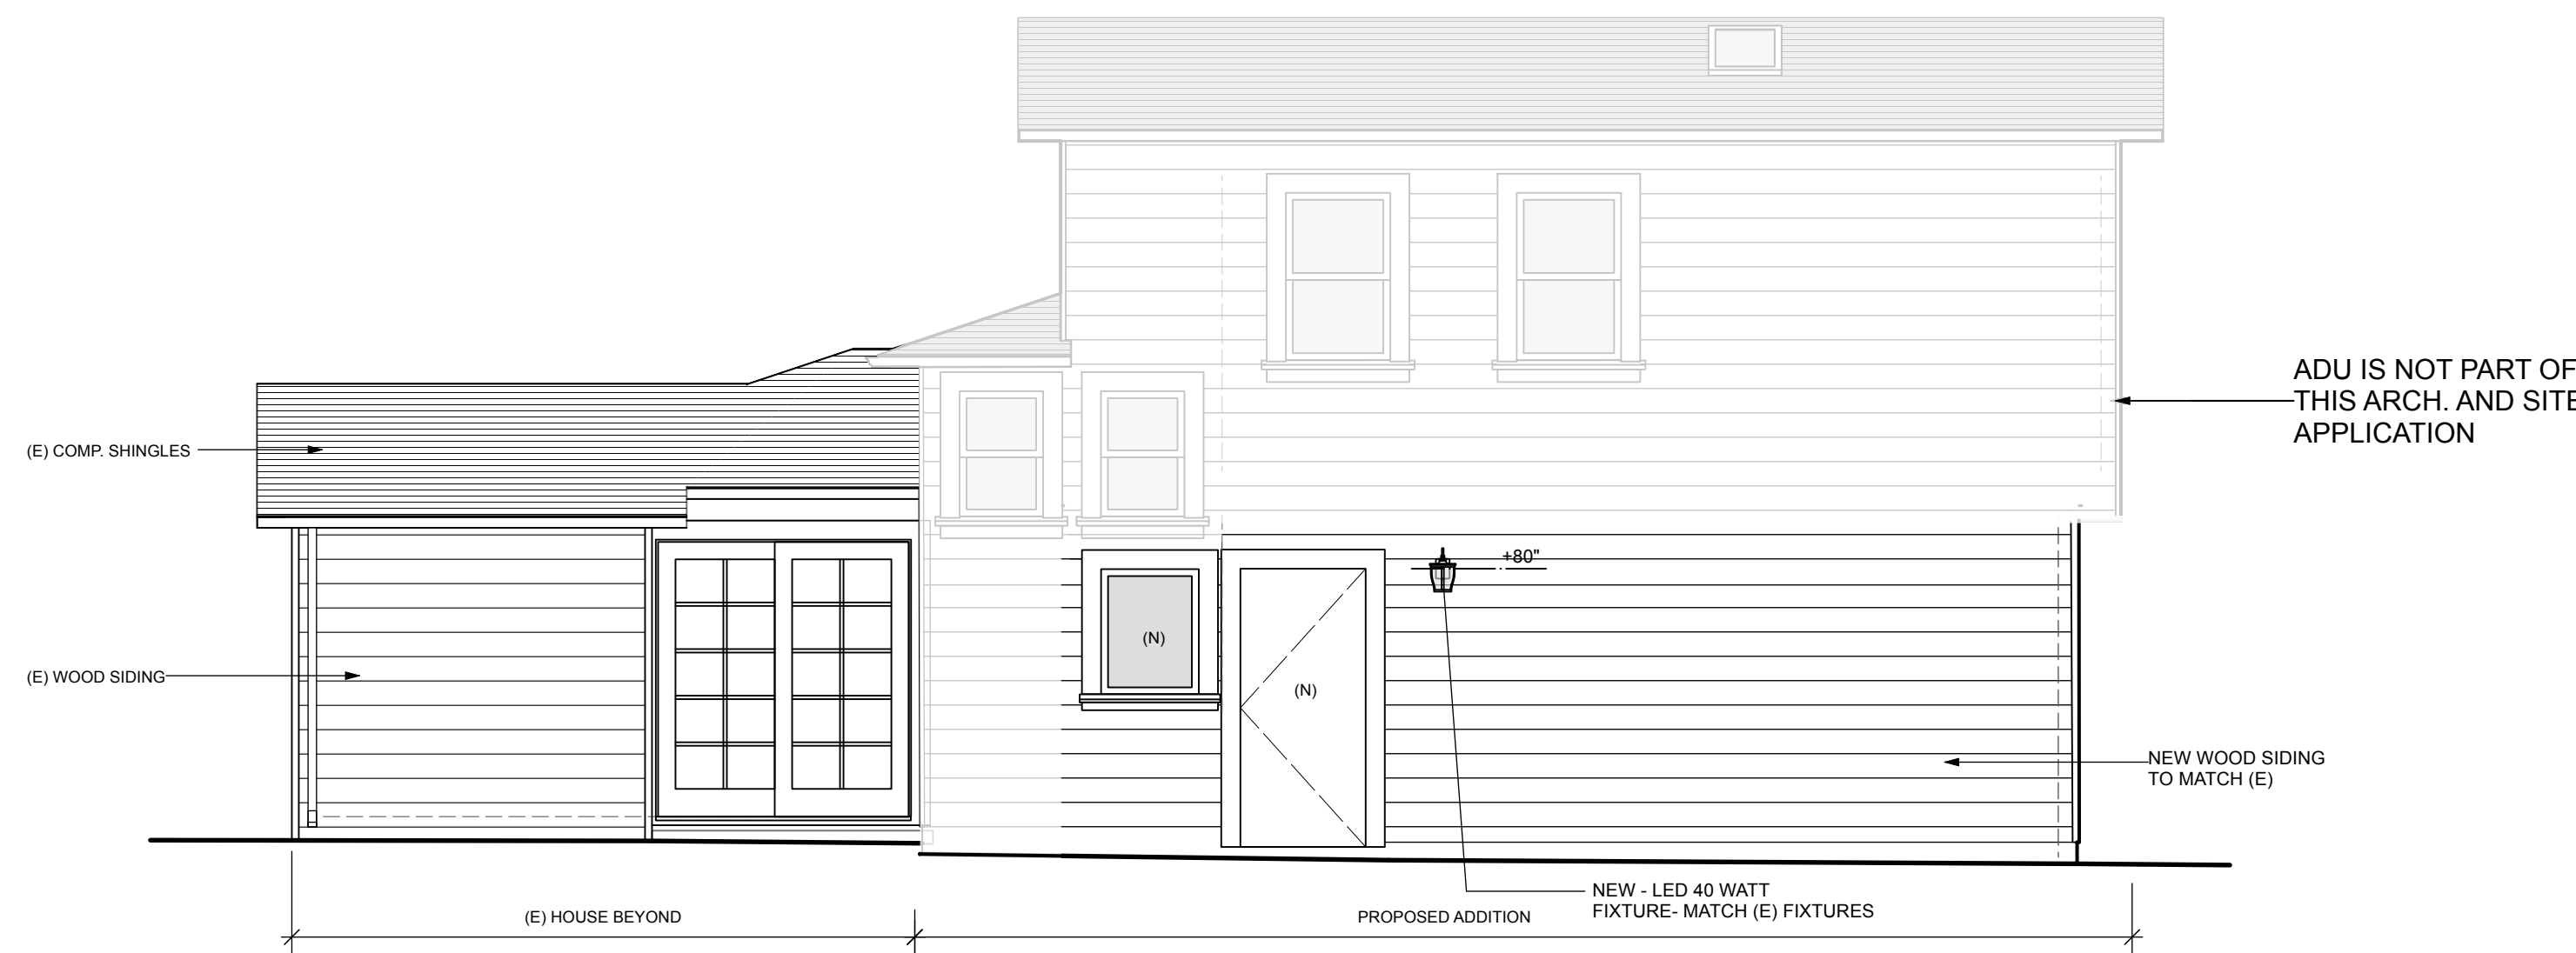 ADU IS NOT PART OF
THIS ARCH. AND SITE
APPLICATION
(E) COMP. SHINGLES
+80"
(N)
(E) WOOD SIDING
(N)
NEW WOOD SIDING
TO MATCH (E)
NEW - LED 40 WATT
FIXTURE- MATCH (E) FIXTURES
(E) HOUSE BEYOND
PROPOSED ADDITION